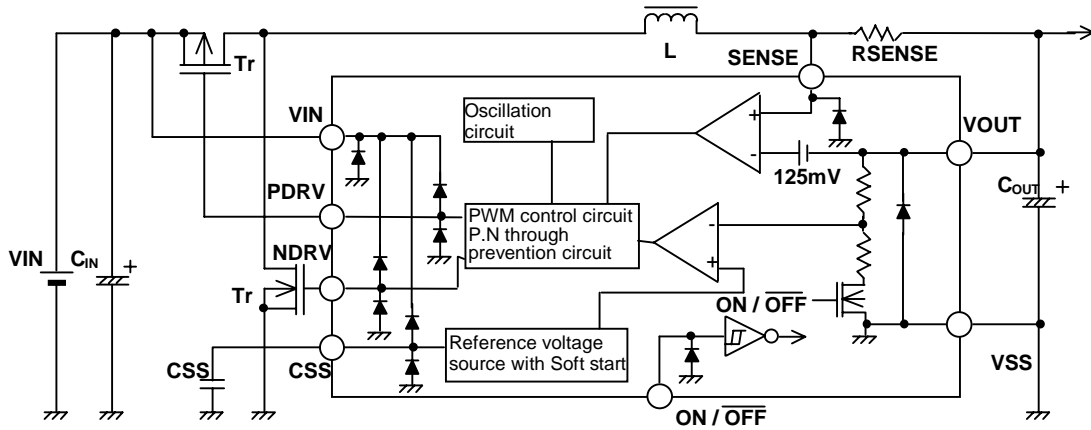 L
RSENSE
Tr
SENSE
VIN
Oscillation
circuit
+
-
125mV
VOUT
PDRV
PWM control circuit
P.N through
prevention circuit
-
+
COUT
+
VIN
CIN
+
NDRV
Tr
ON / OFF
CSS
CSS
Reference voltage
source with Soft start
VSS
ON / OFF